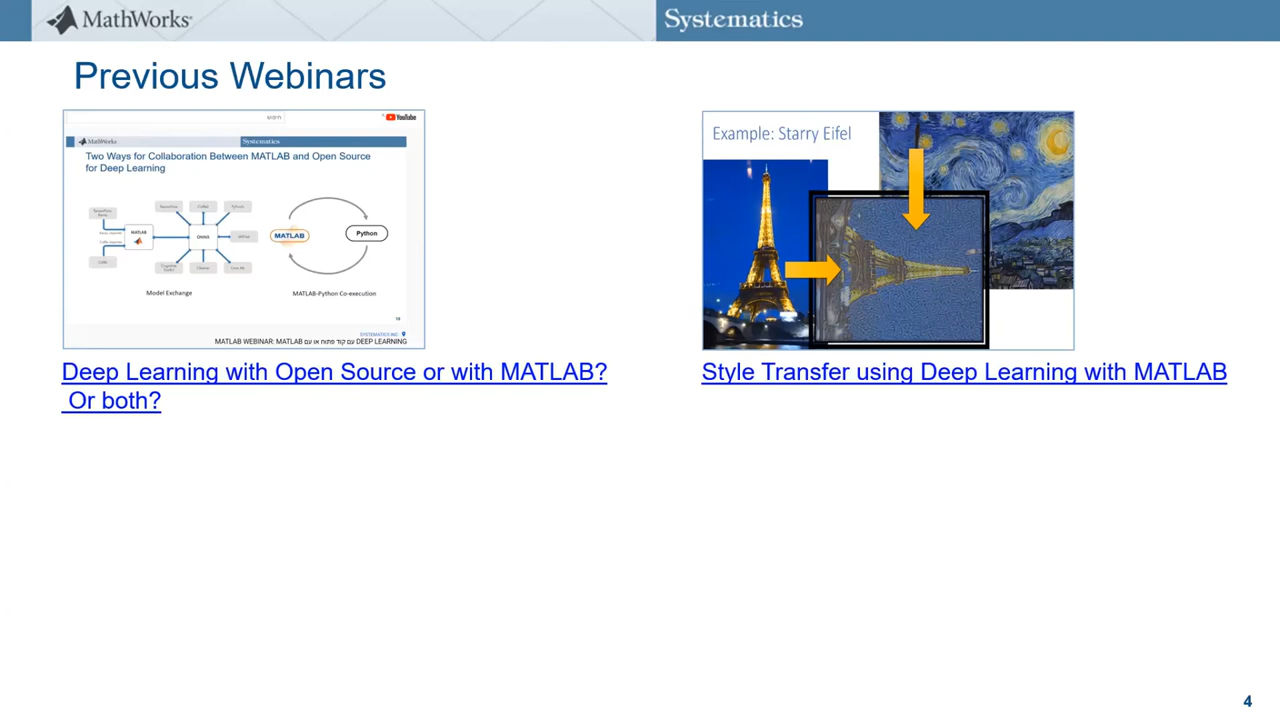 MathWorks®
Systematics
Previous Webinars
YouTube
MathWorks
Systematics
Two Ways for Collaboration Between MATLAB and Open Source
for Deep Learning
MATLAB
ONNX
MATLAB
Python
Model Exchange
MATLAB-Python Co-execution
SYSTEMATICS INC.
MATLAB WEBINAR: MATLAB עם קוד פתוח או עם DEEP LEARNING
Deep Learning with Open Source or with MATLAB?
Or both?
Example: Starry Eifel
Style Transfer using Deep Learning with MATLAB
4